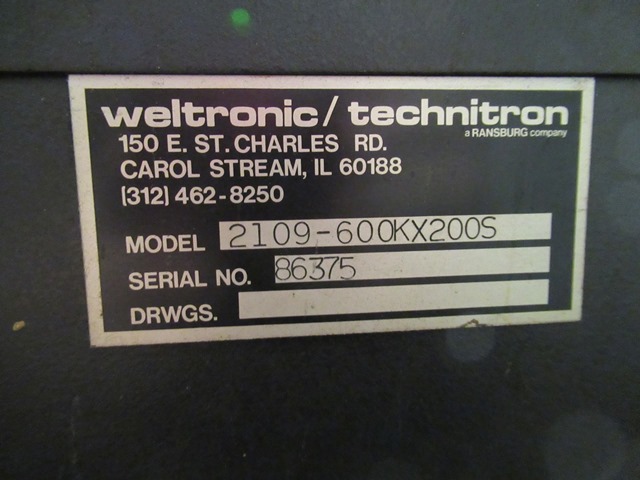 weltronic/technitron
a RANSBURG company
150 E. ST. CHARLES RD.
CAROL STREAM, IL 60188
(312) 462-8250
MODEL 2109-600KX200S
SERIAL NO. 86375
DRWGS.